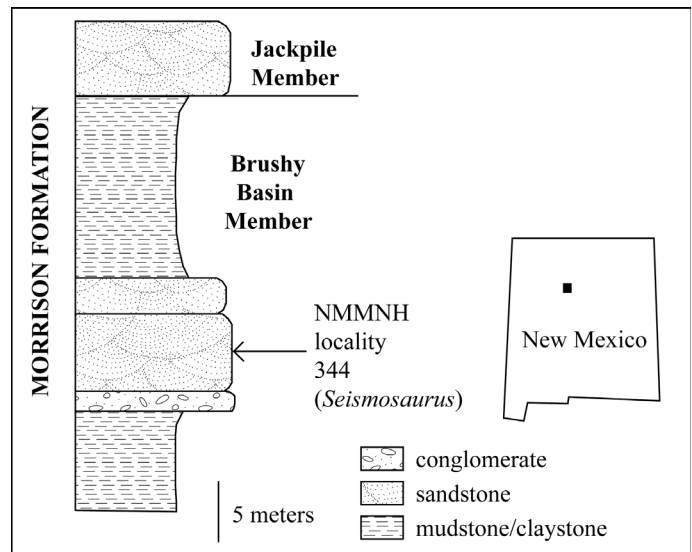 MORRISON FORMATION
Jackpile
Member
Brushy
Basin
Member
NMMNH
locality
344
(Seismosaurus)
New Mexico
conglomerate
sandstone
mudstone/claystone
5 meters